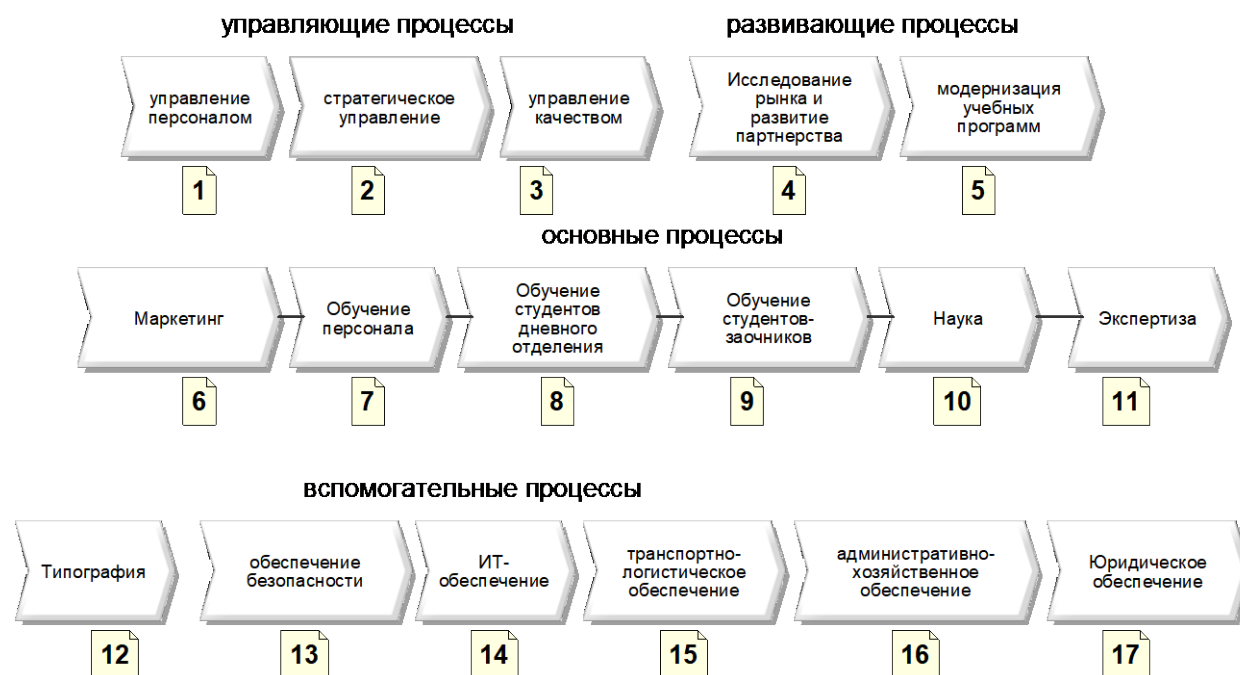 управляющие процессы
развивающие процессы
управление
персоналом
стратегическое
управление
управление
качеством
Исследование
рынка и
развитие
партнерства
модернизация
учебных
программ
1
2
3
4
5
основные процессы
Маркетинг
Обучение
персонала
Обучение
студентов
дневного
отделения
Обучение
студентов-
заочников
Наука
Экспертиза
6
7
8
9
10
11
вспомогательные процессы
Типография
обеспечение
безопасности
ИТ-
обеспечение
транспортно-
логистическое
обеспечение
административно-
хозяйственное
обеспечение
Юридическое
обеспечение
12
13
14
15
16
17